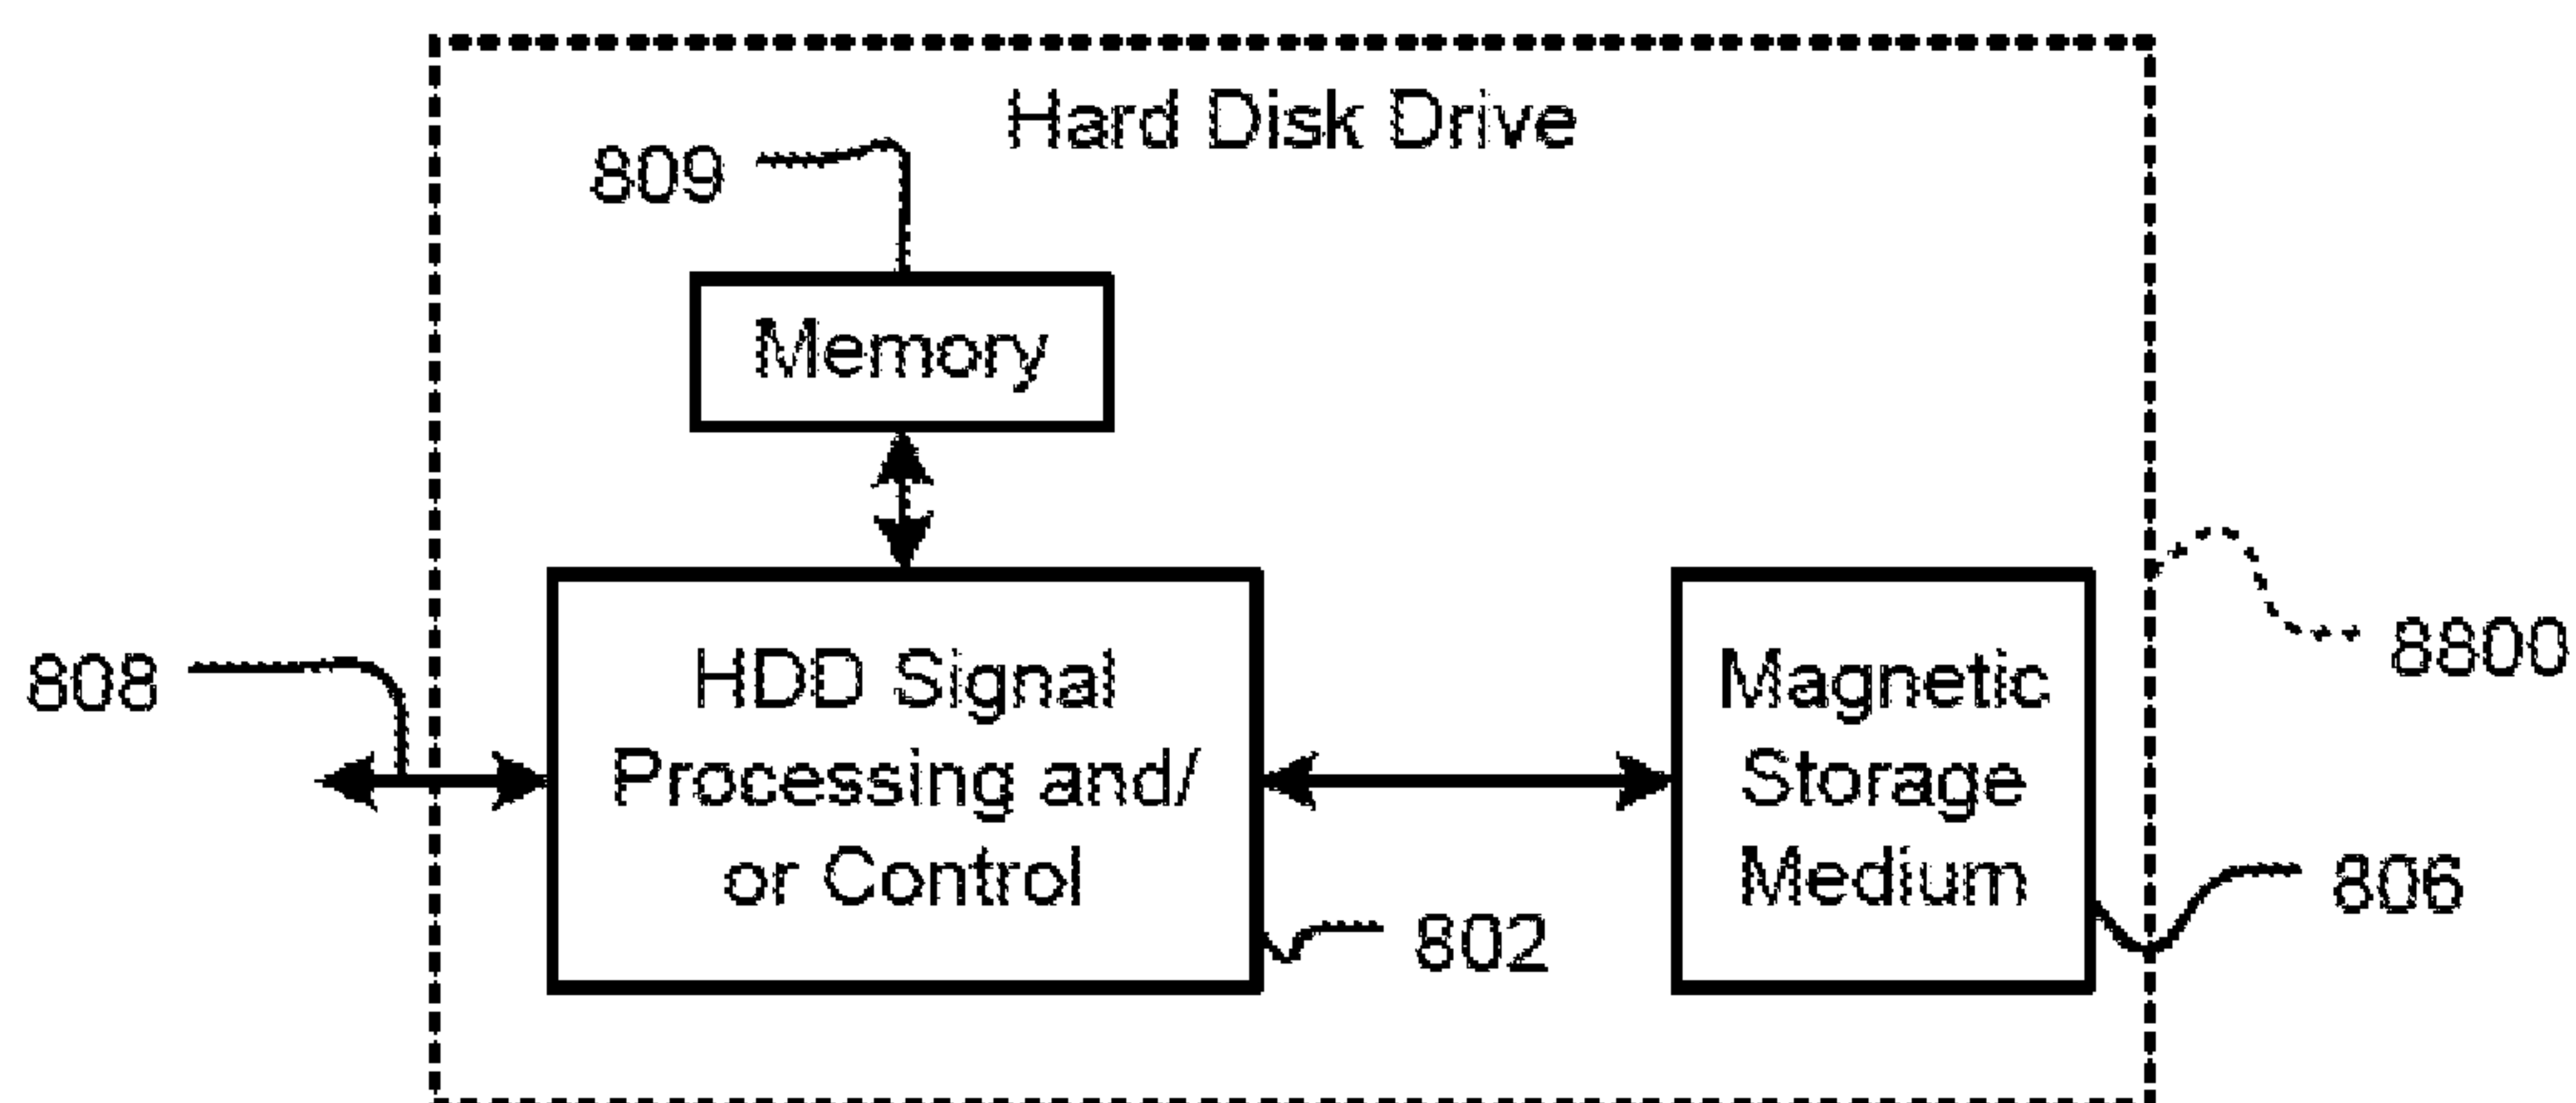 Hard Disk Drive
809
Memory
808
HDD Signal
Processing and/
or Control
802
Magnetic
Storage
Medium
8800
806